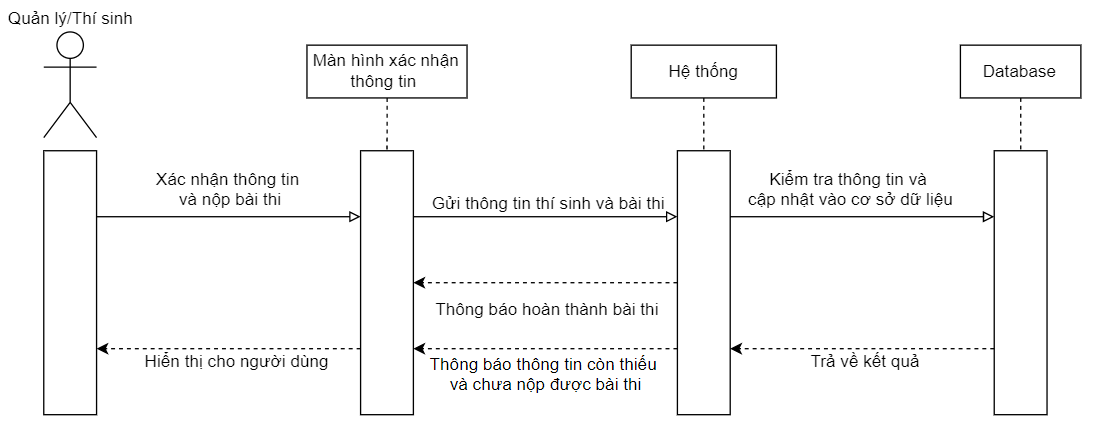 Quản lý/Thí sinh
Màn hình xác nhận
thông tin
Hệ thống
Database
Xác nhận thông tin
và nộp bài thi
Gửi thông tin thí sinh và bài thi
Kiểm tra thông tin và
cập nhật vào cơ sở dữ liệu
Thông báo hoàn thành bài thi
Hiển thị cho người dùng
Thông báo thông tin còn thiếu
và chưa nộp được bài thi
Trả về kết quả